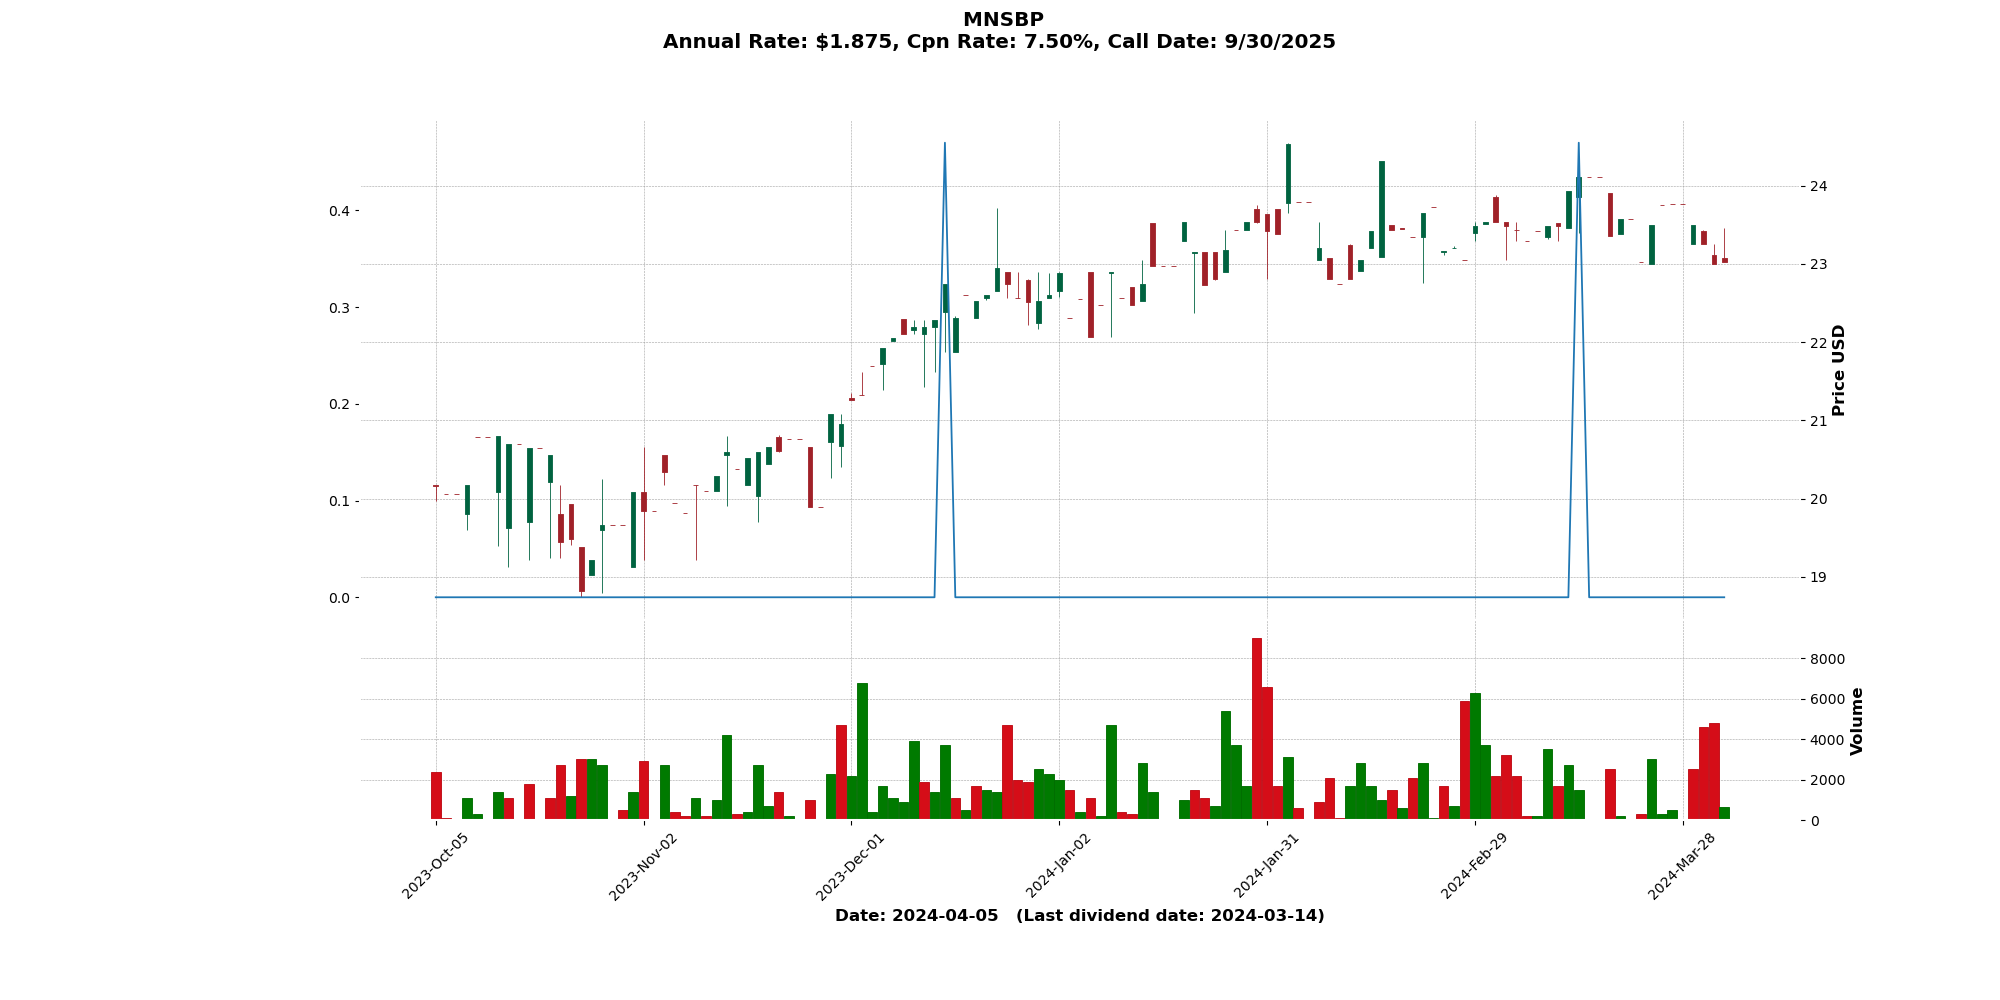 MNSBP
Annual Rate: $1.875, Cpn Rate: 7.50%, Call Date: 9/30/2025
0.4
0.3
0.2
0.1
0.0
24
23
22
21
20
19
Price USD
8000
6000
4000
2000
0
Volume
2023-Oct-05
2023-Nov-02
2023-Dec-01
2024-Jan-02
2024-Jan-31
2024-Feb-29
2024-Mar-28
Date: 2024-04-05   (Last dividend date: 2024-03-14)